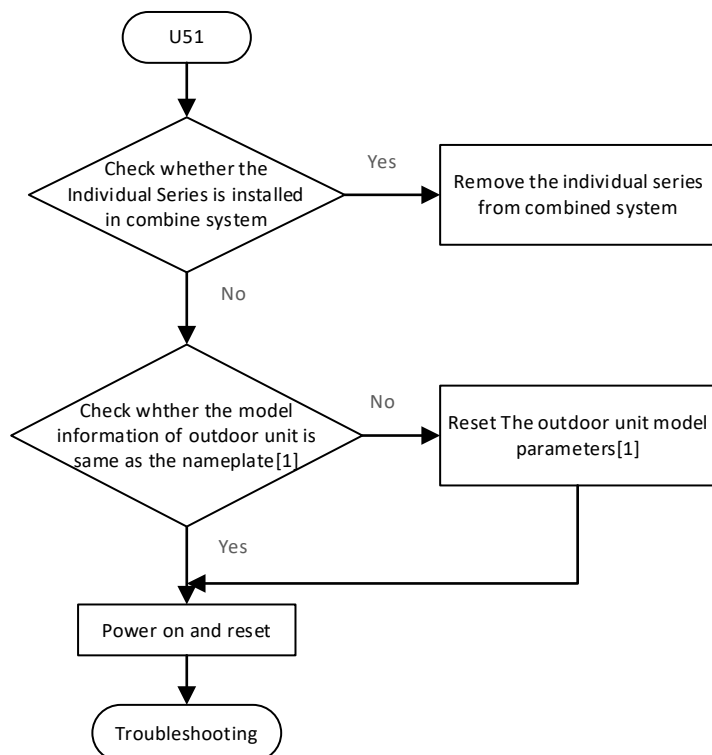 U51
Check whether the
Individual Series is installed
in combine system
Yes
Remove the individual series
from combined system
No
Check whther the model
information of outdoor unit is
same as the nameplate[1]
No
Reset The outdoor unit model
parameters[1]
Yes
Power on and reset
Troubleshooting